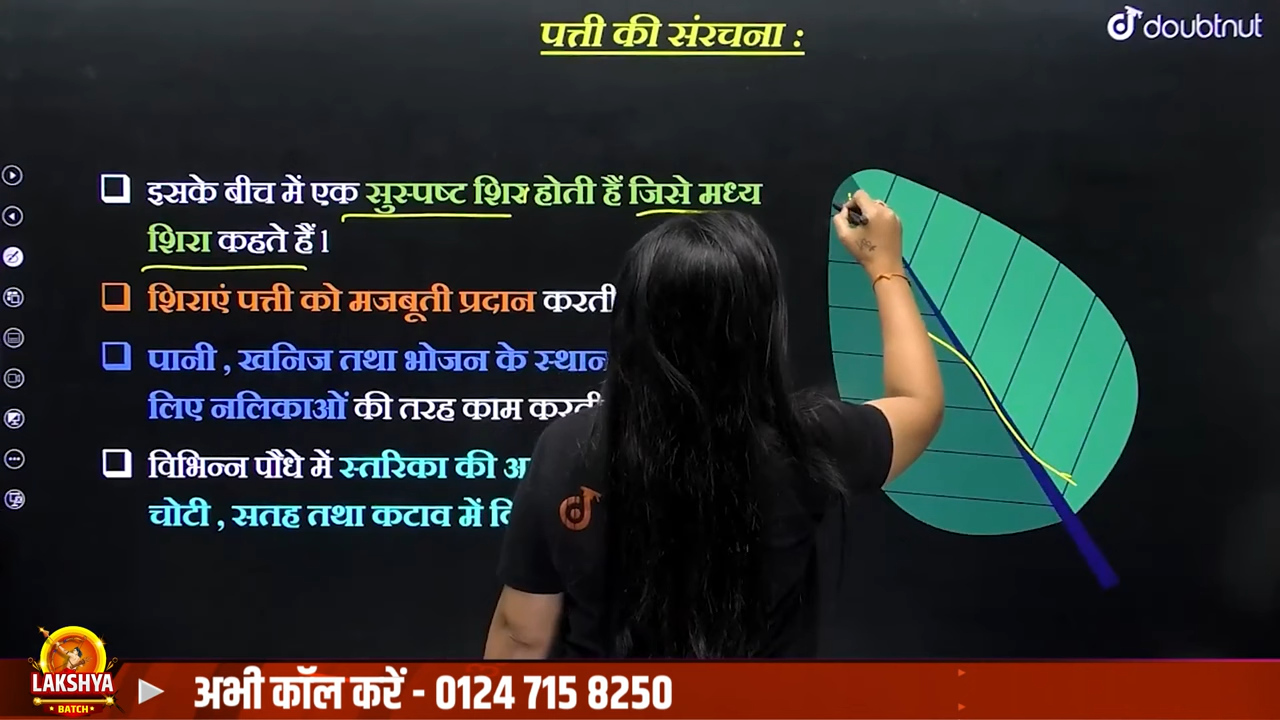 पत्ती की संरचना :
doubtnut
इसके बीच में एक सुस्पष्ट शिरा होती हैं जिसे मध्य
शिरा कहते हैं।
शिराएं पत्ती को मजबूती प्रदान करती
पानी , खनिज तथा भोजन के
लिए नलिकाओं की तरह काम
विभिन्न पौधे में स्तरिका की
चोटी , सतह तथा कटाव में
LAKSHYA
BATCH
अभी कॉल करें - 0124 715 8250